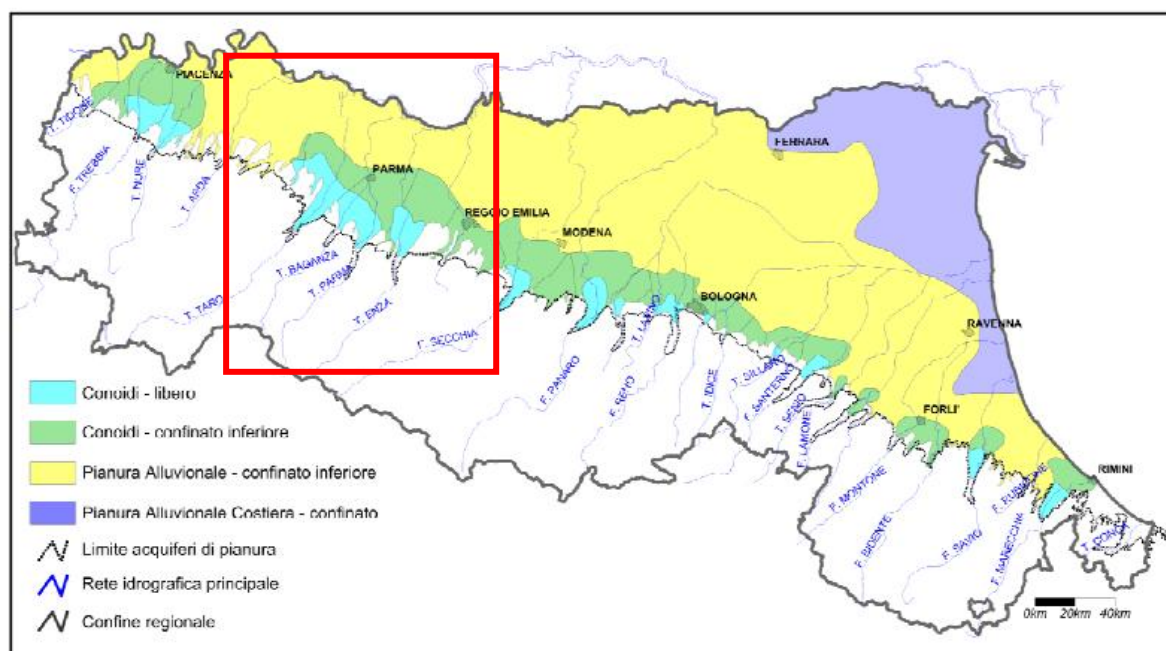 PIACENZA
T. TIDONE
F. TREBBIA
T. NURE
T. ARDA
PARMA
REGGIO EMILIA
MODENA
FERRARA
BOLOGNA
RAVENNA
FORLI'
RIMINI
T. TARO
T. BAGANZA
T. PARMA
T. ENZA
F. SECCHIA
F. PANARO
F. RENO
T. LAVINO
T. IDICE
T. SILLARO
F. SANTERNO
T. SENIO
F. LAMONE
F. MONTONE
F. BIDENTE
F. SAVIO
F. RUBICONE
F. MARECCHIA
T. CONCA
Conoidi - libero
Conoidi - confinato inferiore
Pianura Alluvionale - confinato inferiore
Pianura Alluvionale Costiera - confinato
Limite acquiferi di pianura
Rete idrografica principale
Confine regionale
0km 20km 40km